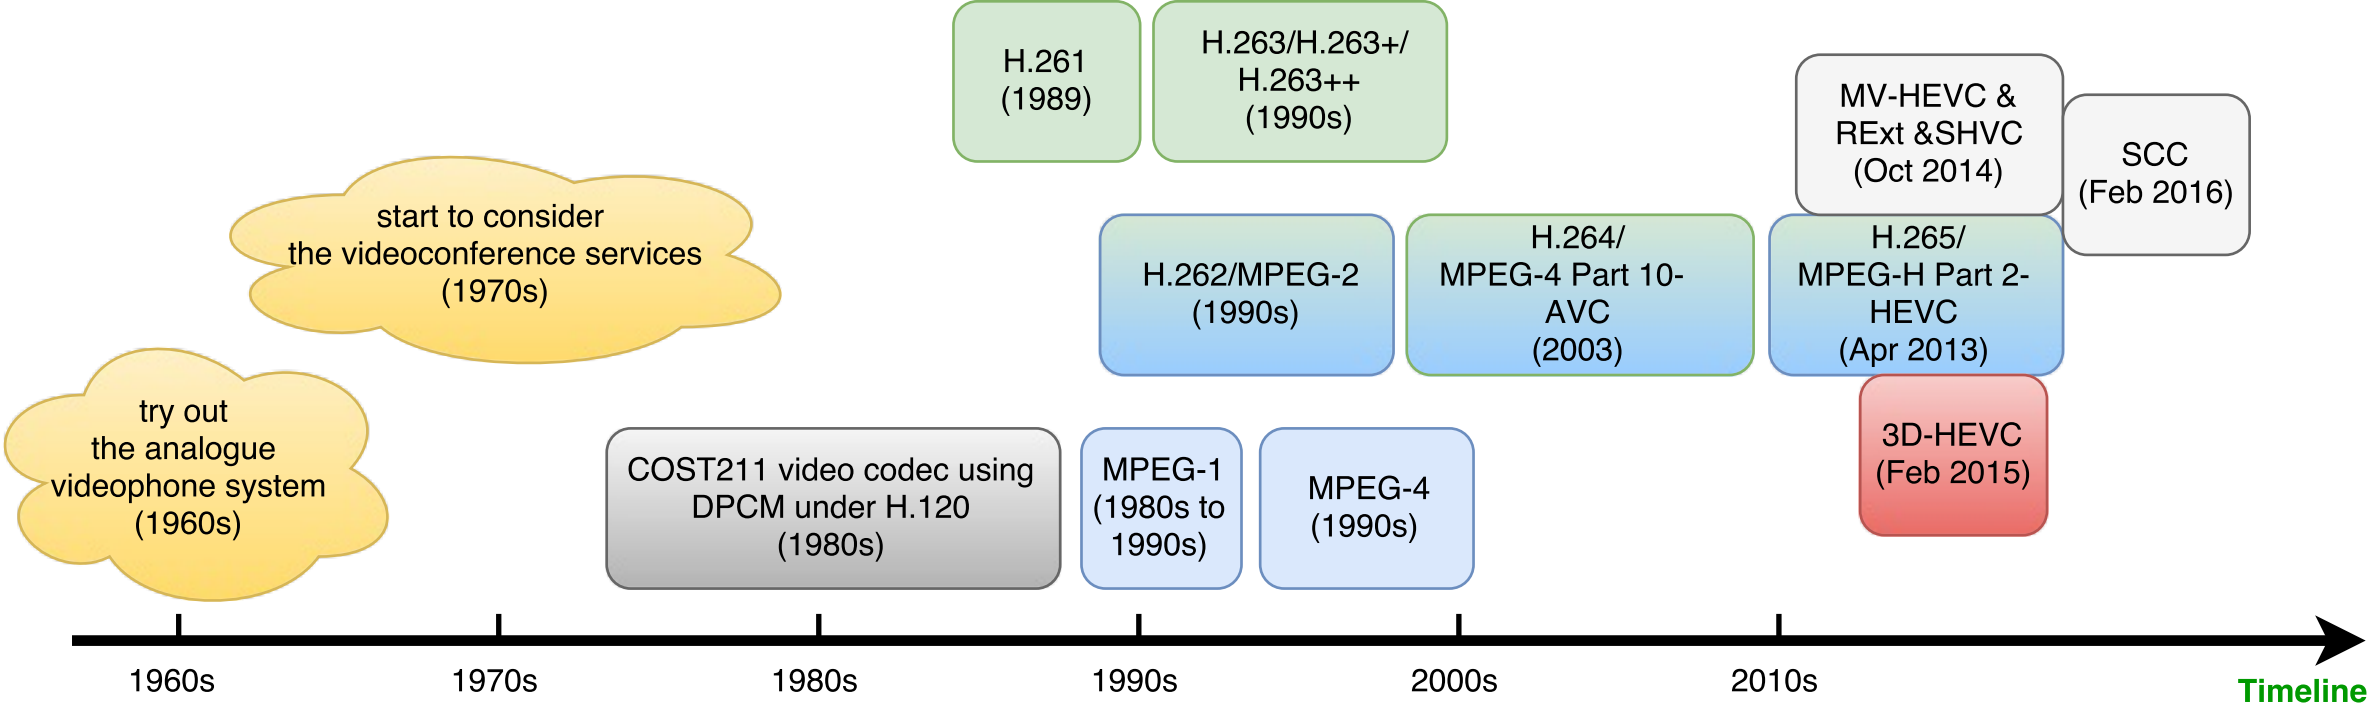 H.261
(1989)
H.263/H.263+/
H.263++
(1990s)
MV-HEVC &
RExt &SHVC
(Oct 2014)
SCC
(Feb 2016)
start to consider
the videoconference services
(1970s)
H.262/MPEG-2
(1990s)
H.264/
MPEG-4 Part 10-
AVC
(2003)
H.265/
MPEG-H Part 2-
HEVC
(Apr 2013)
try out
the analogue
videophone system
(1960s)
COST211 video codec using
DPCM under H.120
(1980s)
MPEG-1
(1980s to
1990s)
MPEG-4
(1990s)
3D-HEVC
(Feb 2015)
1960s
1970s
1980s
1990s
2000s
2010s
Timeline